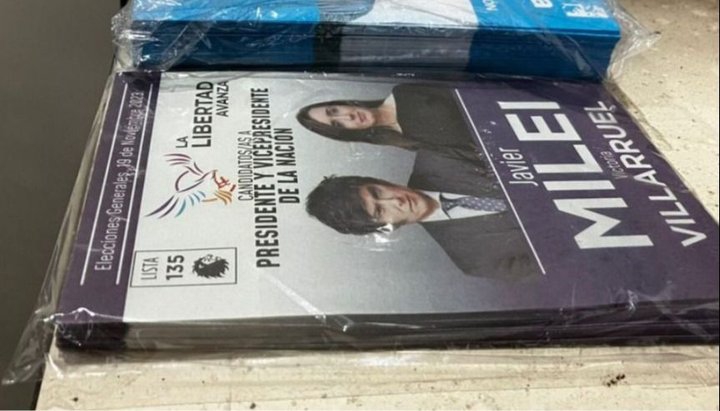 Elecciones Generales, 19 de Noviembre 2023
LA
LIBERTAD
AVANZA
LISTA
135
CANDIDATOS/AS A
PRESIDENTE Y VICEPRESIDENTE
DE LA NACIÓN
Javier
MILEI
Victoria
VILLARRUEL